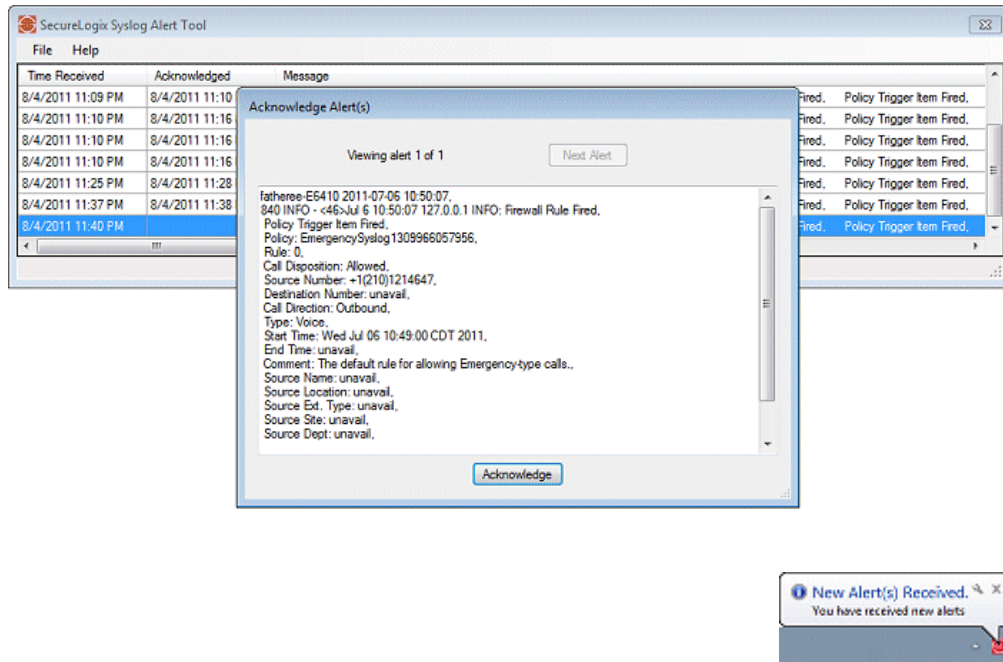 SecureLogix Syslog Alert Tool
File Help
Time Received Acknowledged Message
8/4/2011 11:09 PM 8/4/2011 11:10 Fired, Policy Trigger Item Fired,
8/4/2011 11:10 PM 8/4/2011 11:16 Fired, Policy Trigger Item Fired,
8/4/2011 11:10 PM 8/4/2011 11:16 Fired, Policy Trigger Item Fired,
8/4/2011 11:10 PM 8/4/2011 11:16 Fired, Policy Trigger Item Fired,
8/4/2011 11:25 PM 8/4/2011 11:28 Fired, Policy Trigger Item Fired,
8/4/2011 11:37 PM 8/4/2011 11:38 Fired, Policy Trigger Item Fired,
8/4/2011 11:40 PM Fired, Policy Trigger Item Fired,
Acknowledge Alert(s)
Viewing alert 1 of 1 Next Alert
fatheree-E6410 2011-07-06 10:50:07,
840 INFO - <46>Jul 6 10:50:07 127.0.0.1 INFO: Firewall Rule Fired,
Policy Trigger Item Fired,
Policy: EmergencySyslog1309966057956,
Rule: 0,
Call Disposition: Allowed,
Source Number: +1(210)1214647,
Destination Number: unavail,
Call Direction: Outbound,
Type: Voice,
Start Time: Wed Jul 06 10:49:00 CDT 2011,
End Time: unavail,
Comment: The default rule for allowing Emergency-type calls.,
Source Name: unavail,
Source Location: unavail,
Source Ext. Type: unavail,
Source Site: unavail,
Source Dept: unavail,
Acknowledge
New Alert(s) Received.
You have received new alerts